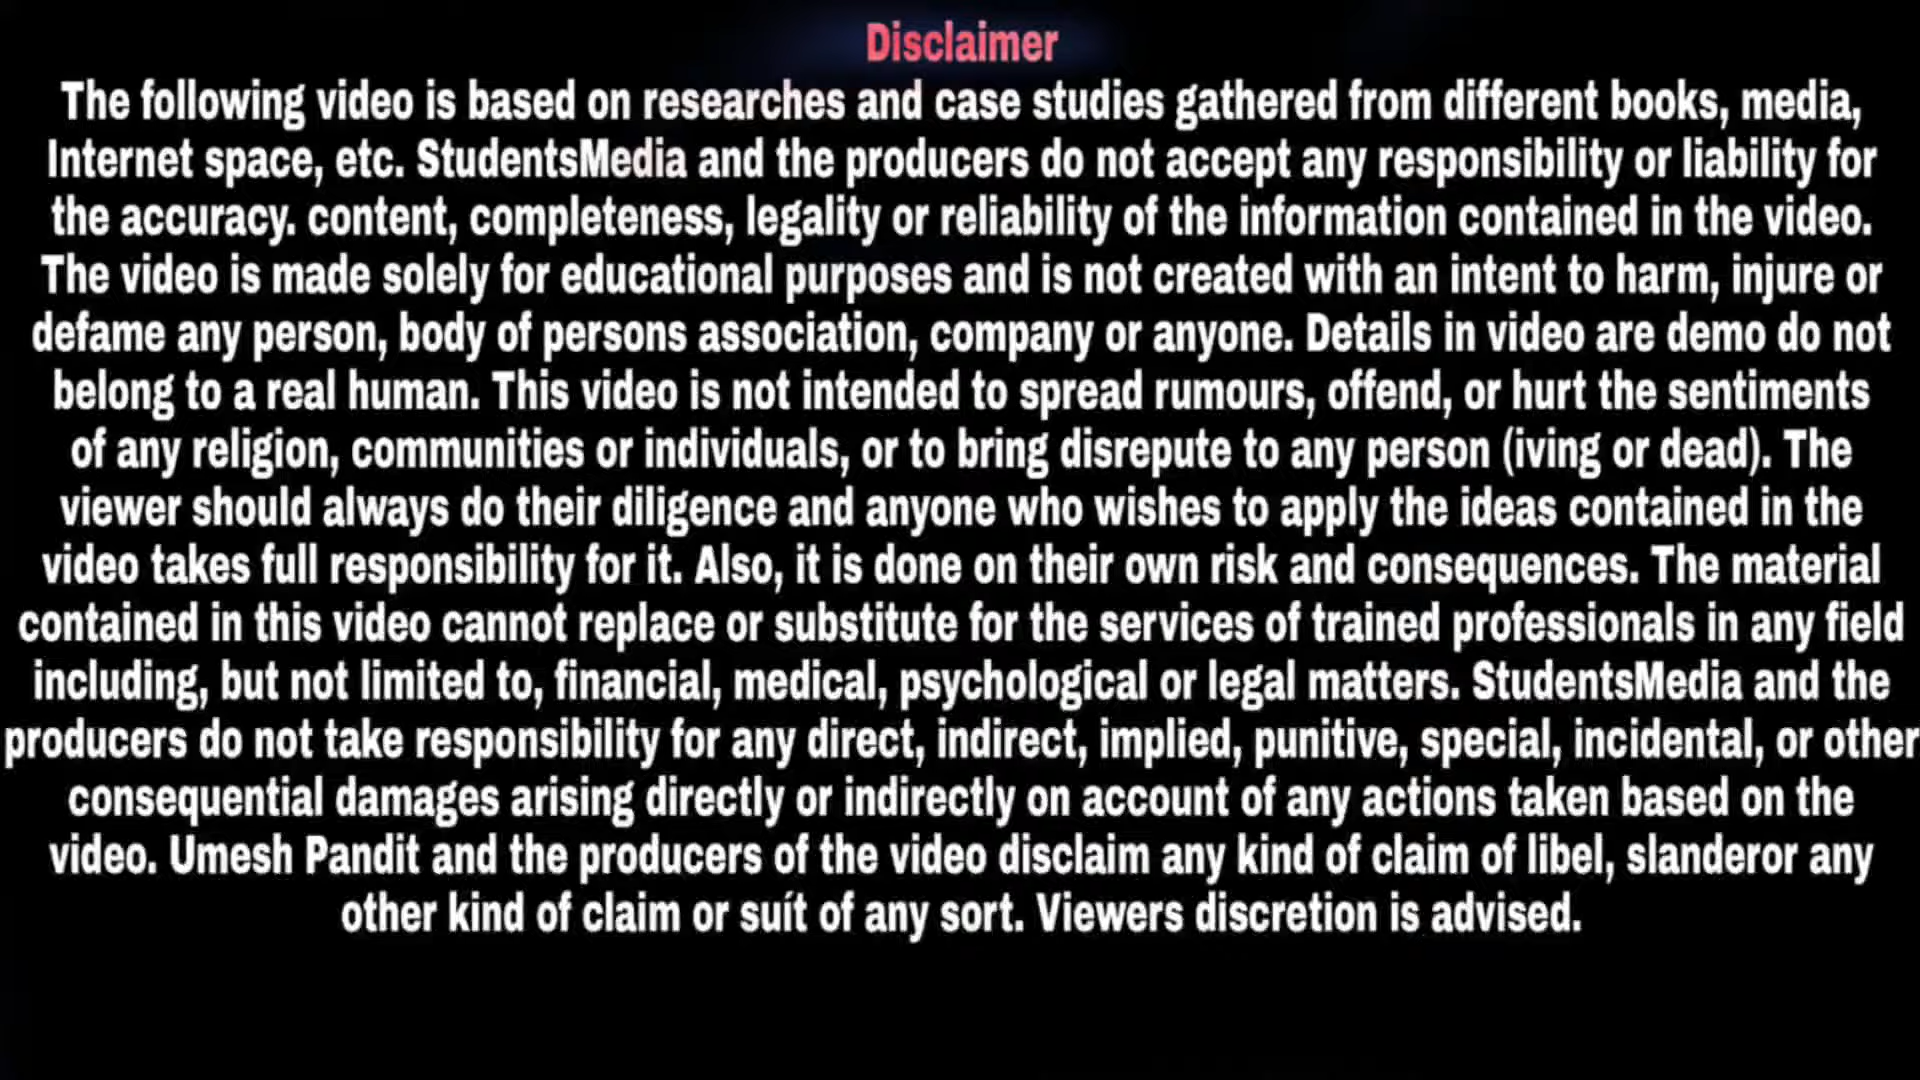 Disclaimer
The following video is based on researches and case studies gathered from different books, media,
Internet space, etc. StudentsMedia and the producers do not accept any responsibility or liability for
the accuracy. content, completeness, legality or reliability of the information contained in the video.
The video is made solely for educational purposes and is not created with an intent to harm, injure or
defame any person, body of persons association, company or anyone. Details in video are demo do not
belong to a real human. This video is not intended to spread rumours, offend, or hurt the sentiments
of any religion, communities or individuals, or to bring disrepute to any person (iving or dead). The
viewer should always do their diligence and anyone who wishes to apply the ideas contained in the
video takes full responsibility for it. Also, it is done on their own risk and consequences. The material
contained in this video cannot replace or substitute for the services of trained professionals in any field
including, but not limited to, financial, medical, psychological or legal matters. StudentsMedia and the
producers do not take responsibility for any direct, indirect, implied, punitive, special, incidental, or other
consequential damages arising directly or indirectly on account of any actions taken based on the
video. Umesh Pandit and the producers of the video disclaim any kind of claim of libel, slanderor any
other kind of claim or suít of any sort. Viewers discretion is advised.